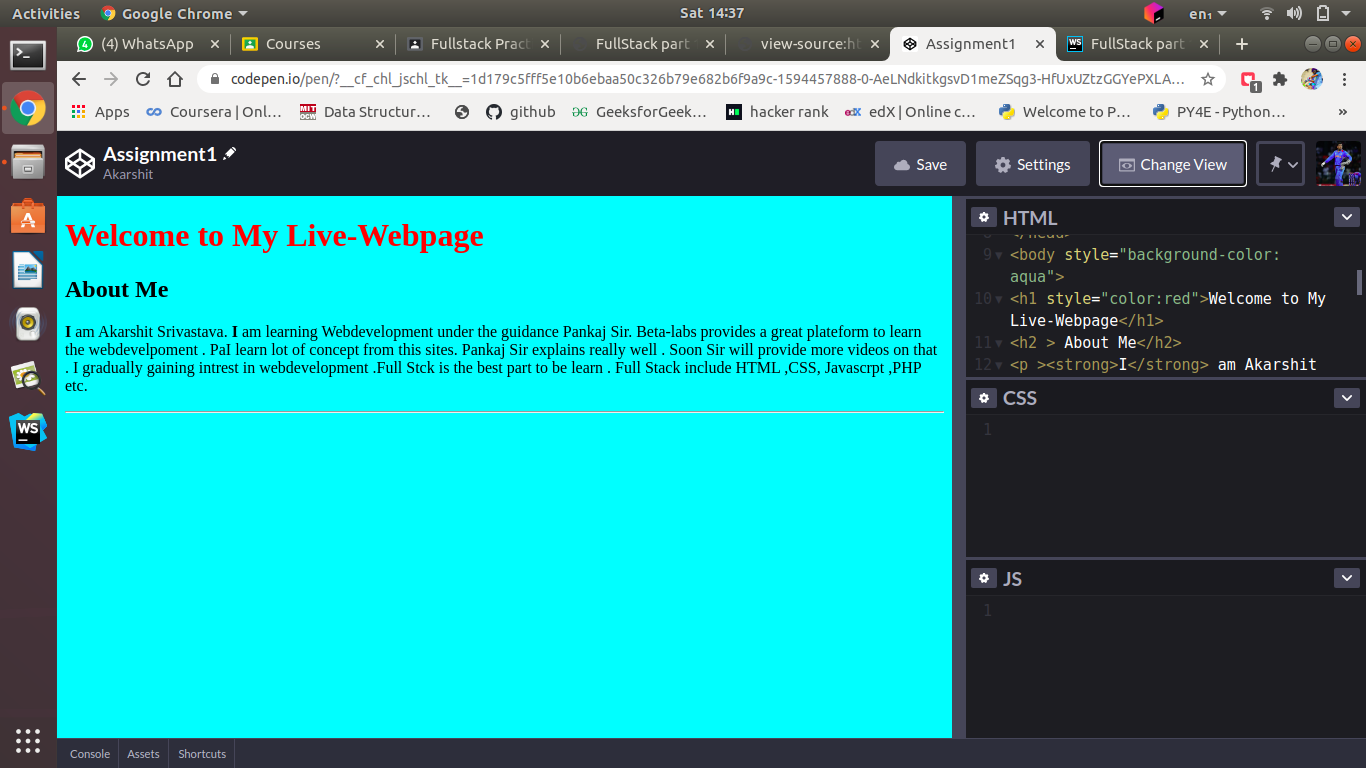 Activities Google Chrome Sat 14:37 en₁
(4) WhatsApp Courses Fullstack Pract FullStack part view-source:ht Assignment1 FullStack part
codepen.io/pen/?__cf_chl_jschl_tk__=1d179c5fff5e10b6ebaa50c326b79e682b6f9a9c-1594457888-0-AeLNdkitkgsvD1meZSqg3-HfUxUZtzGGYePXLA… 1
Apps Coursera | Onl… MIT OCW Data Structur… github GeeksforGeek… hacker rank edX | Online c… Welcome to P… PY4E - Python… »
Assignment1
Akarshit
Save Settings Change View
Welcome to My Live-Webpage
About Me
I am Akarshit Srivastava. I am learning Webdevelopment under the guidance Pankaj Sir. Beta-labs provides a great plateform to learn
the webdevelpoment . PaI learn lot of concept from this sites. Pankaj Sir explains really well . Soon Sir will provide more videos on that
. I gradually gaining intrest in webdevelopment .Full Stck is the best part to be learn . Full Stack include HTML ,CSS, Javascrpt ,PHP
etc.
HTML
8 </head>
9 <body style="background-color:
aqua">
10 <h1 style="color:red">Welcome to My
Live-Webpage</h1>
11 <h2 > About Me</h2>
12 <p ><strong>I</strong> am Akarshit
CSS
1
JS
1
WS
Console Assets Shortcuts